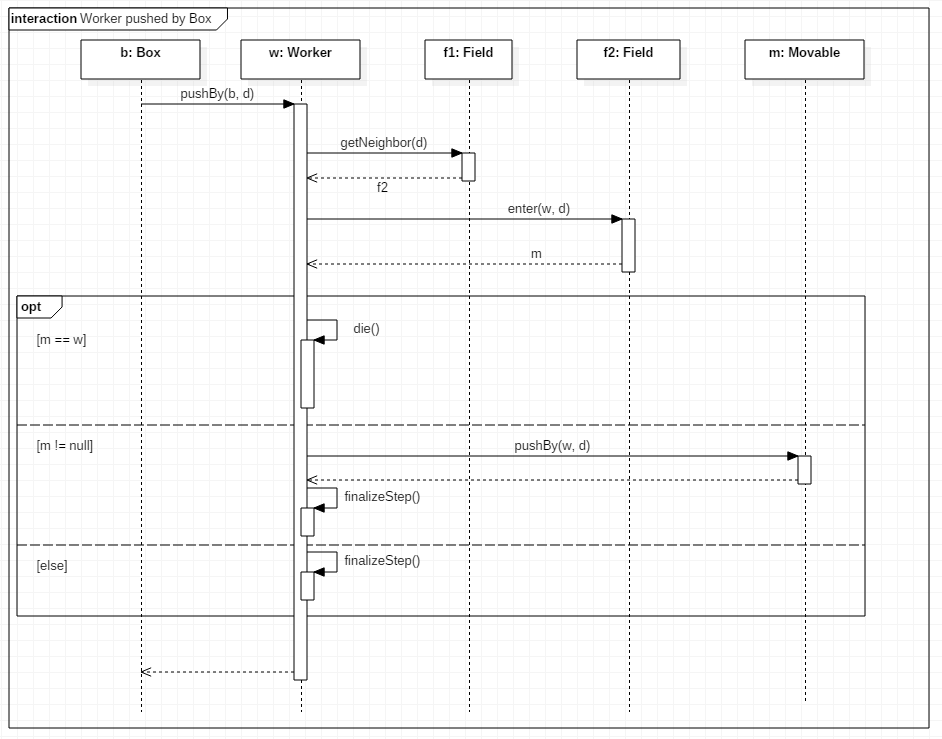 interaction Worker pushed by Box
b: Box
w: Worker
f1: Field
f2: Field
m: Movable
pushBy(b, d)
getNeighbor(d)
f2
enter(w, d)
m
opt
die()
[m == w]
[m != null]
pushBy(w, d)
finalizeStep()
finalizeStep()
[else]